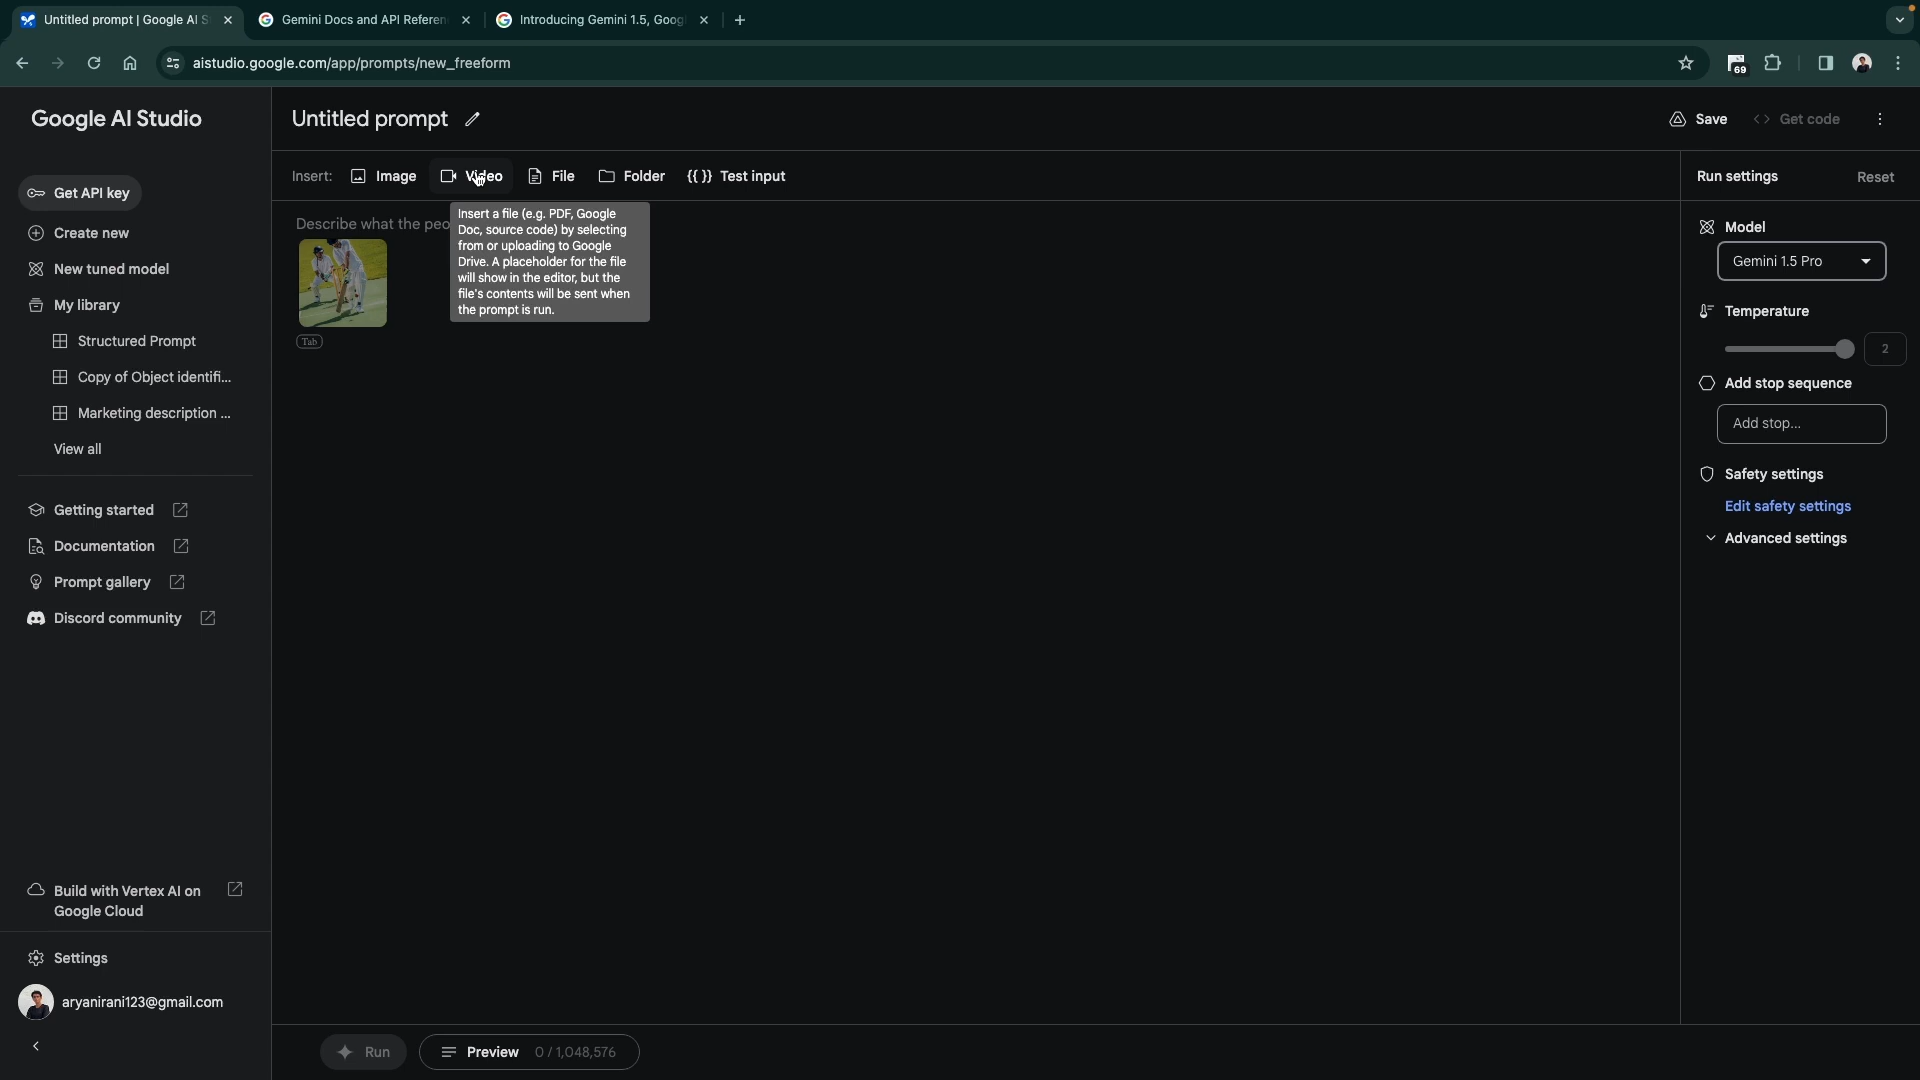 Untitled prompt | Google AI S
Gemini Docs and API Referen
Introducing Gemini 1.5, Goog
aistudio.google.com/app/prompts/new_freeform
69
Google AI Studio
Get API key
Create new
New tuned model
My library
Structured Prompt
Copy of Object identifi...
Marketing description ...
View all
Getting started
Documentation
Prompt gallery
Discord community
Build with Vertex AI on
Google Cloud
Settings
aryanirani123@gmail.com
Untitled prompt
Save
<> Get code
Insert: Image Video File Folder {{ }} Test input
Describe what the peo
Insert a file (e.g. PDF, Google
Doc, source code) by selecting
from or uploading to Google
Drive. A placeholder for the file
will show in the editor, but the
file's contents will be sent when
the prompt is run.
Tab
Run settings Reset
Model
Gemini 1.5 Pro
Temperature
2
Add stop sequence
Add stop...
Safety settings
Edit safety settings
Advanced settings
Run
Preview 0 / 1,048,576